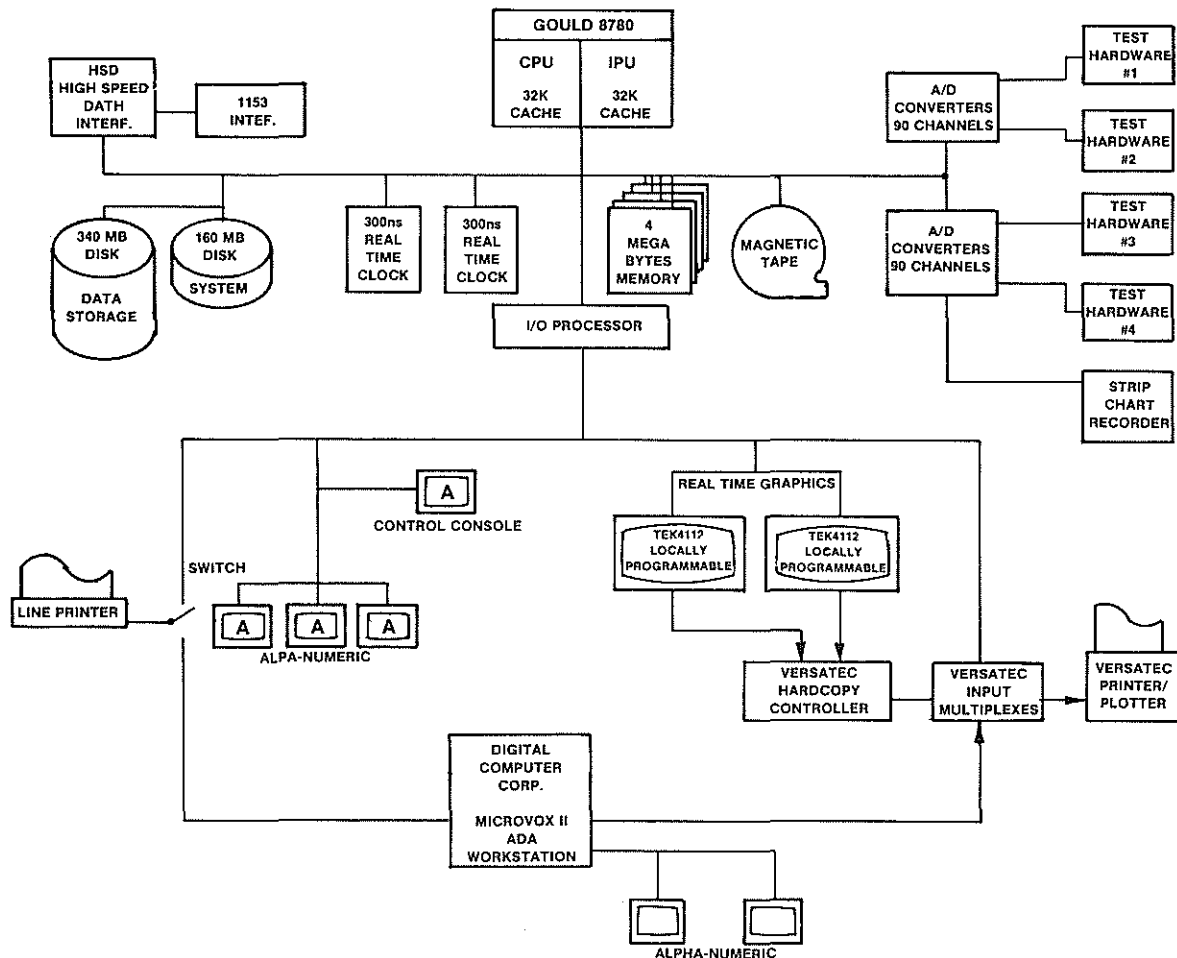 GOULD 8780
CPU
32K
CACHE
IPU
32K
CACHE
HSD
HIGH SPEED
DATH
INTERF.
1153
INTEF.
A/D
CONVERTERS
90 CHANNELS
TEST
HARDWARE
#1
TEST
HARDWARE
#2
340 MB
DISK
DATA
STORAGE
160 MB
DISK
SYSTEM
300ns
REAL
TIME
CLOCK
300ns
REAL
TIME
CLOCK
4
MEGA
BYTES
MEMORY
MAGNETIC
TAPE
A/D
CONVERTERS
90 CHANNELS
TEST
HARDWARE
#3
TEST
HARDWARE
#4
I/O PROCESSOR
STRIP
CHART
RECORDER
A
CONTROL CONSOLE
REAL TIME GRAPHICS
TEK4112
LOCALLY
PROGRAMMABLE
TEK4112
LOCALLY
PROGRAMMABLE
SWITCH
LINE PRINTER
A
A
A
ALPA-NUMERIC
VERSATEC
HARDCOPY
CONTROLLER
VERSATEC
INPUT
MULTIPLEXES
VERSATEC
PRINTER/
PLOTTER
DIGITAL
COMPUTER
CORP.
MICROVOX II
ADA
WORKSTATION
ALPHA-NUMERIC